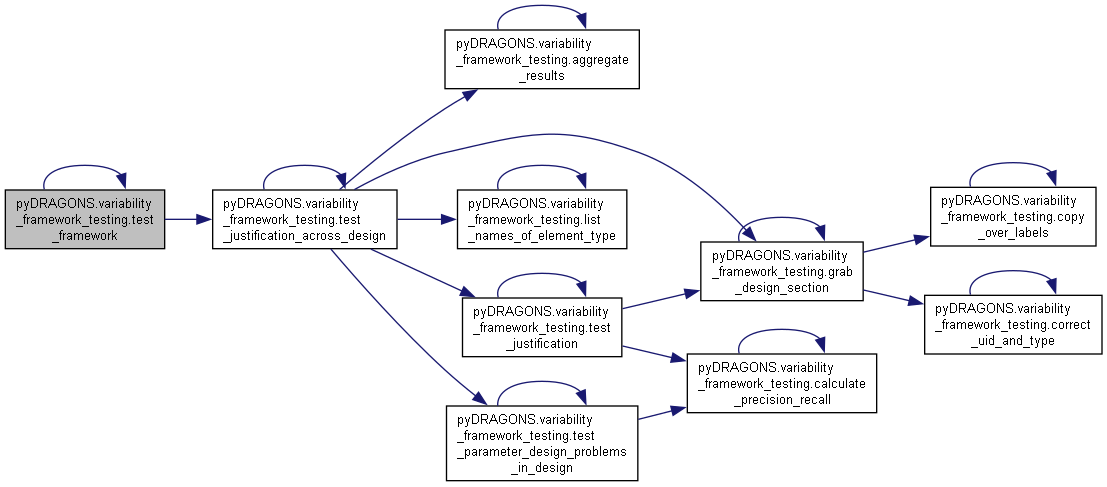 pyDRAGONS.variability
_framework_testing.aggregate
_results
pyDRAGONS.variability
_framework_testing.test
_framework
pyDRAGONS.variability
_framework_testing.test
_justification_across_design
pyDRAGONS.variability
_framework_testing.list
_names_of_element_type
pyDRAGONS.variability
_framework_testing.copy
_over_labels
pyDRAGONS.variability
_framework_testing.grab
_design_section
pyDRAGONS.variability
_framework_testing.test
_justification
pyDRAGONS.variability
_framework_testing.correct
_uid_and_type
pyDRAGONS.variability
_framework_testing.calculate
_precision_recall
pyDRAGONS.variability
_framework_testing.test
_parameter_design_problems
_in_design